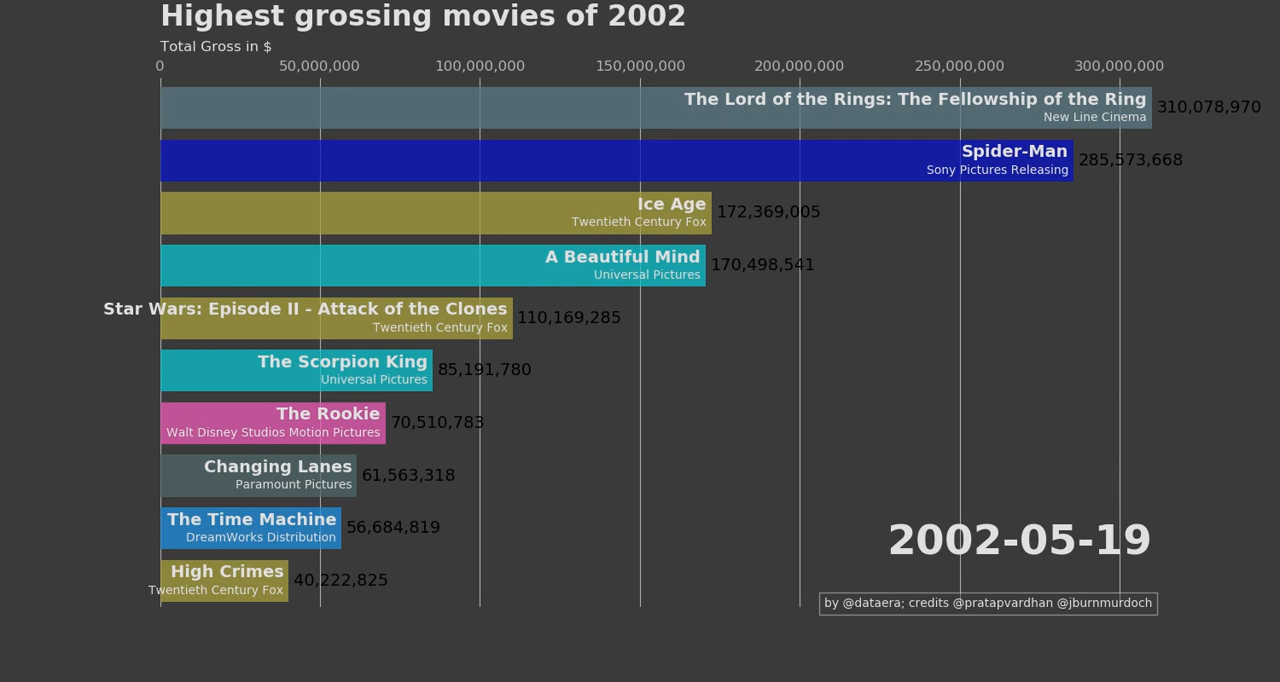 Highest grossing movies of 2002
Total Gross in $
0 50,000,000 100,000,000 150,000,000 200,000,000 250,000,000 300,000,000
The Lord of the Rings: The Fellowship of the Ring 310,078,970
New Line Cinema
Spider-Man 285,573,668
Sony Pictures Releasing
Ice Age 172,369,005
Twentieth Century Fox
A Beautiful Mind 170,498,541
Universal Pictures
Star Wars: Episode II - Attack of the Clones 110,169,285
Twentieth Century Fox
The Scorpion King 85,191,780
Universal Pictures
The Rookie 70,510,783
Walt Disney Studios Motion Pictures
Changing Lanes 61,563,318
Paramount Pictures
The Time Machine 56,684,819
DreamWorks Distribution
2002-05-19
High Crimes 40,222,825
Twentieth Century Fox
by @dataera; credits @pratapvardhan @jburnmurdoch